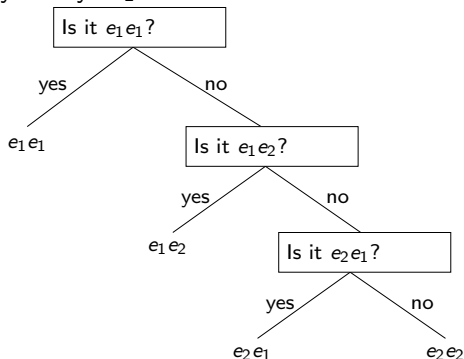 Is it e₁e₁?
yes
no
e₁e₁
Is it e₁e₂?
yes
no
e₁e₂
Is it e₂e₁?
yes
no
e₂e₁
e₂e₂